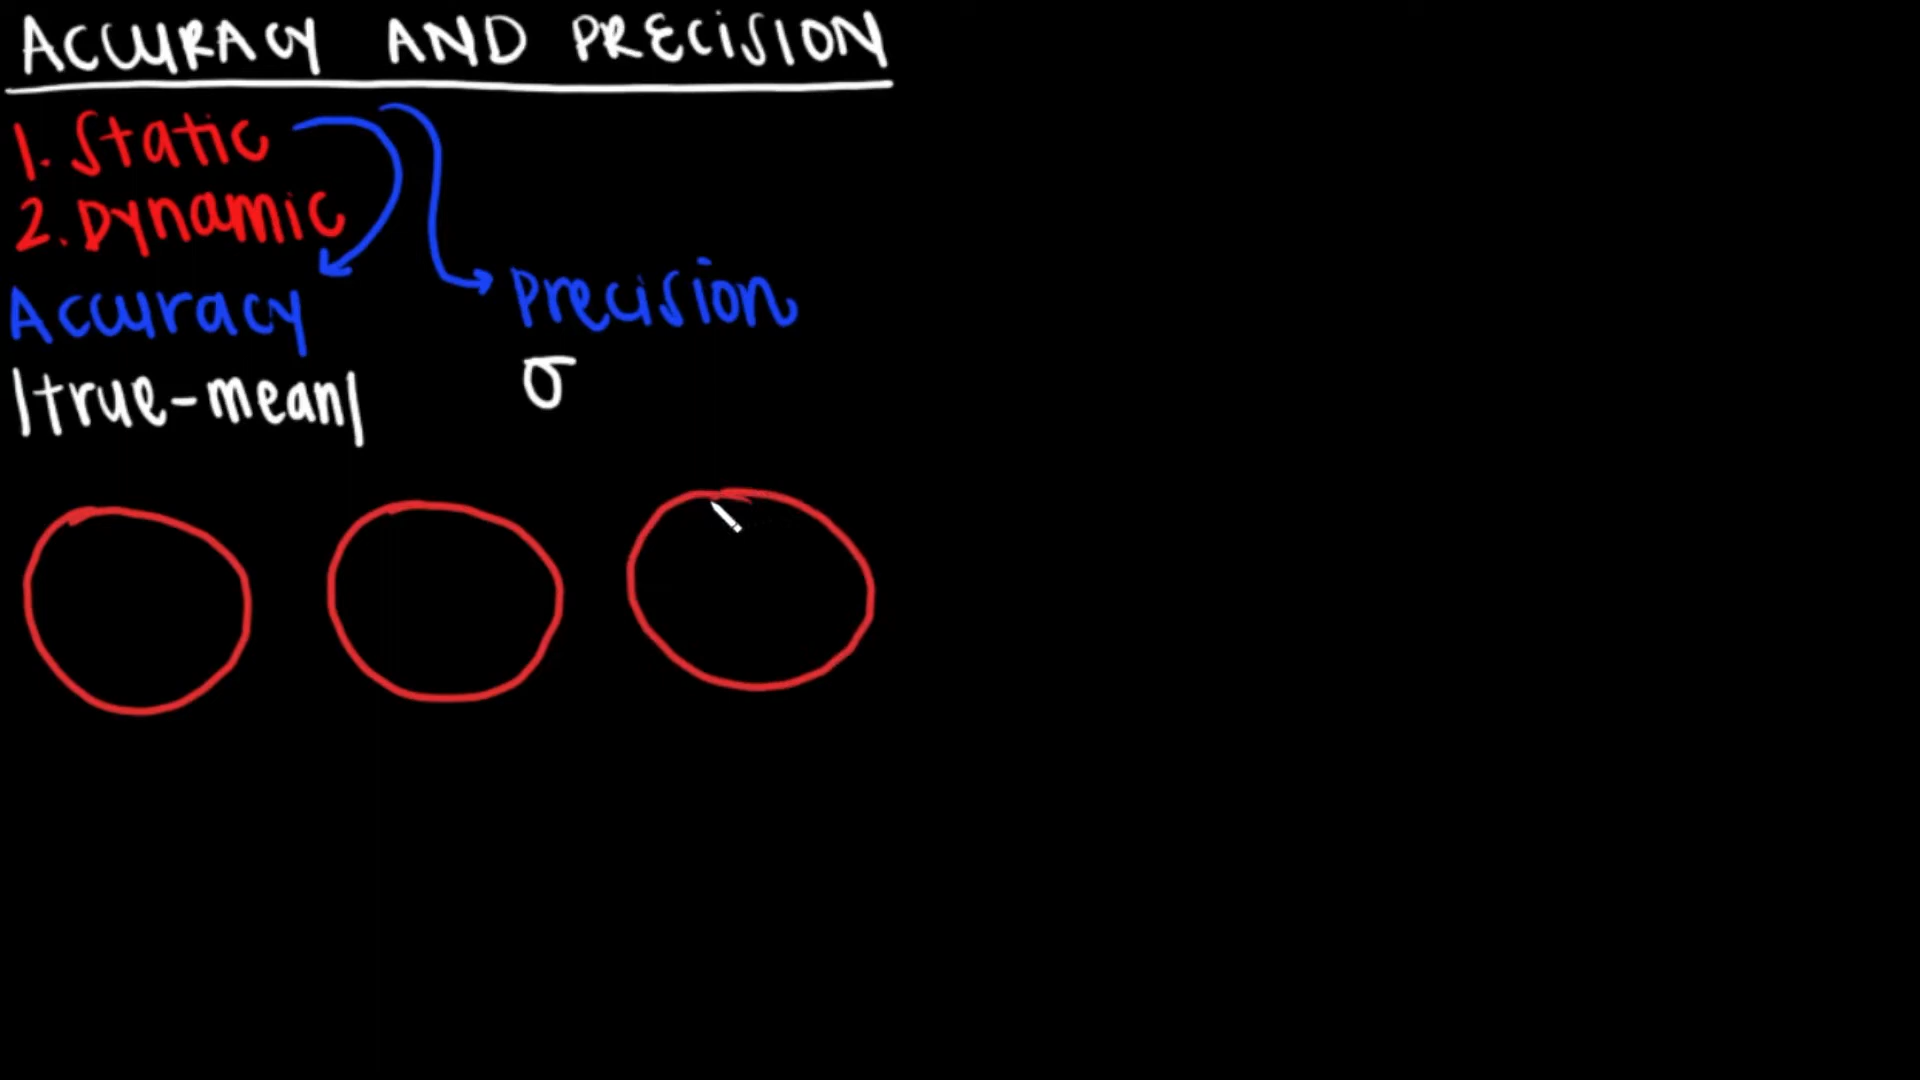 ACCURACY AND PRECISION
1. Static
2. Dynamic
Accuracy Precision
|true-mean| σ